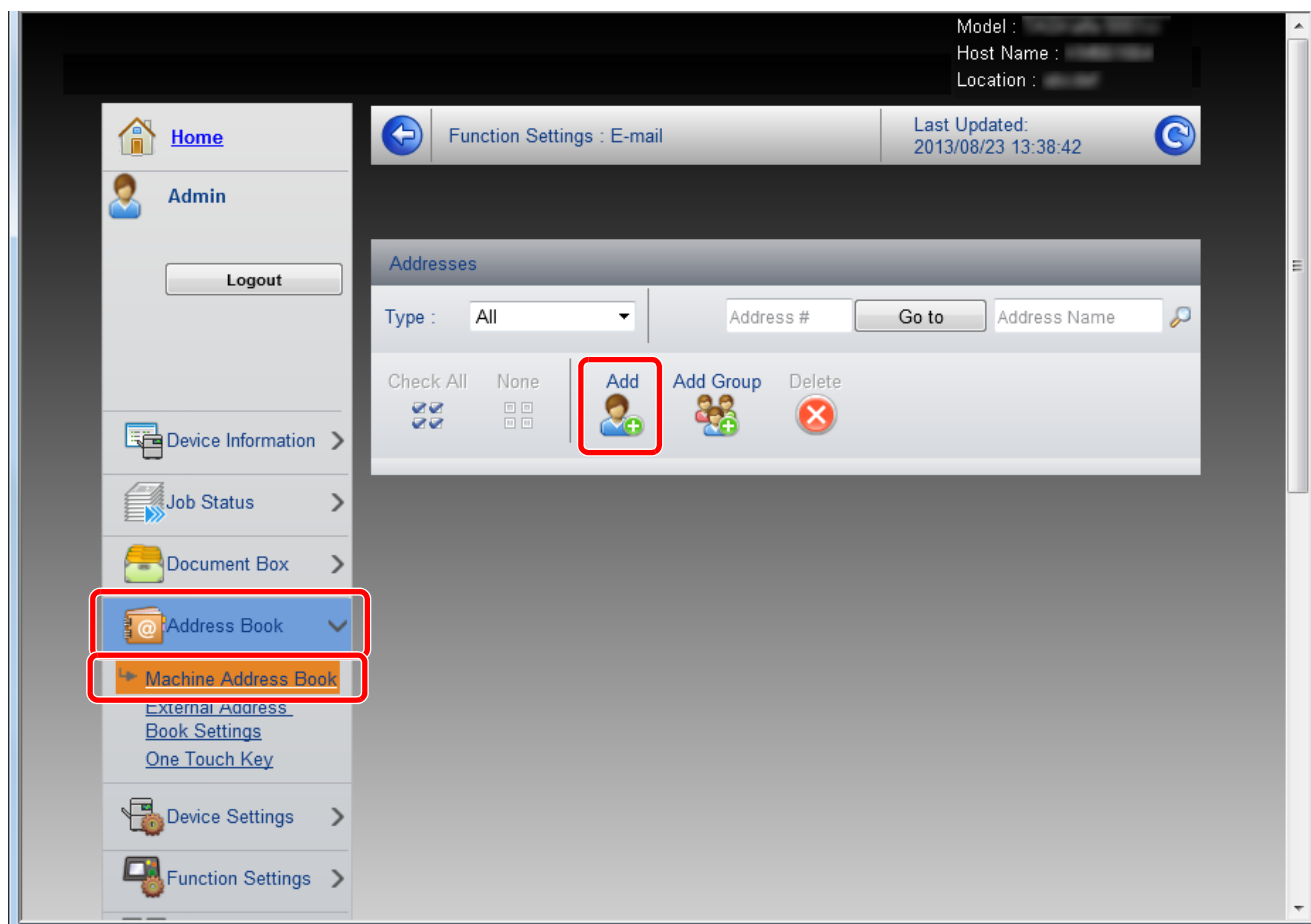 Model :
Host Name :
Location :
Home
Function Settings : E-mail
Last Updated:
2013/08/23 13:38:42
Admin
Logout
Addresses
Type : All Address # Go to Address Name
Check All None Add Add Group Delete
Device Information
Job Status
Document Box
Address Book
Machine Address Book
External Address
Book Settings
One Touch Key
Device Settings
Function Settings